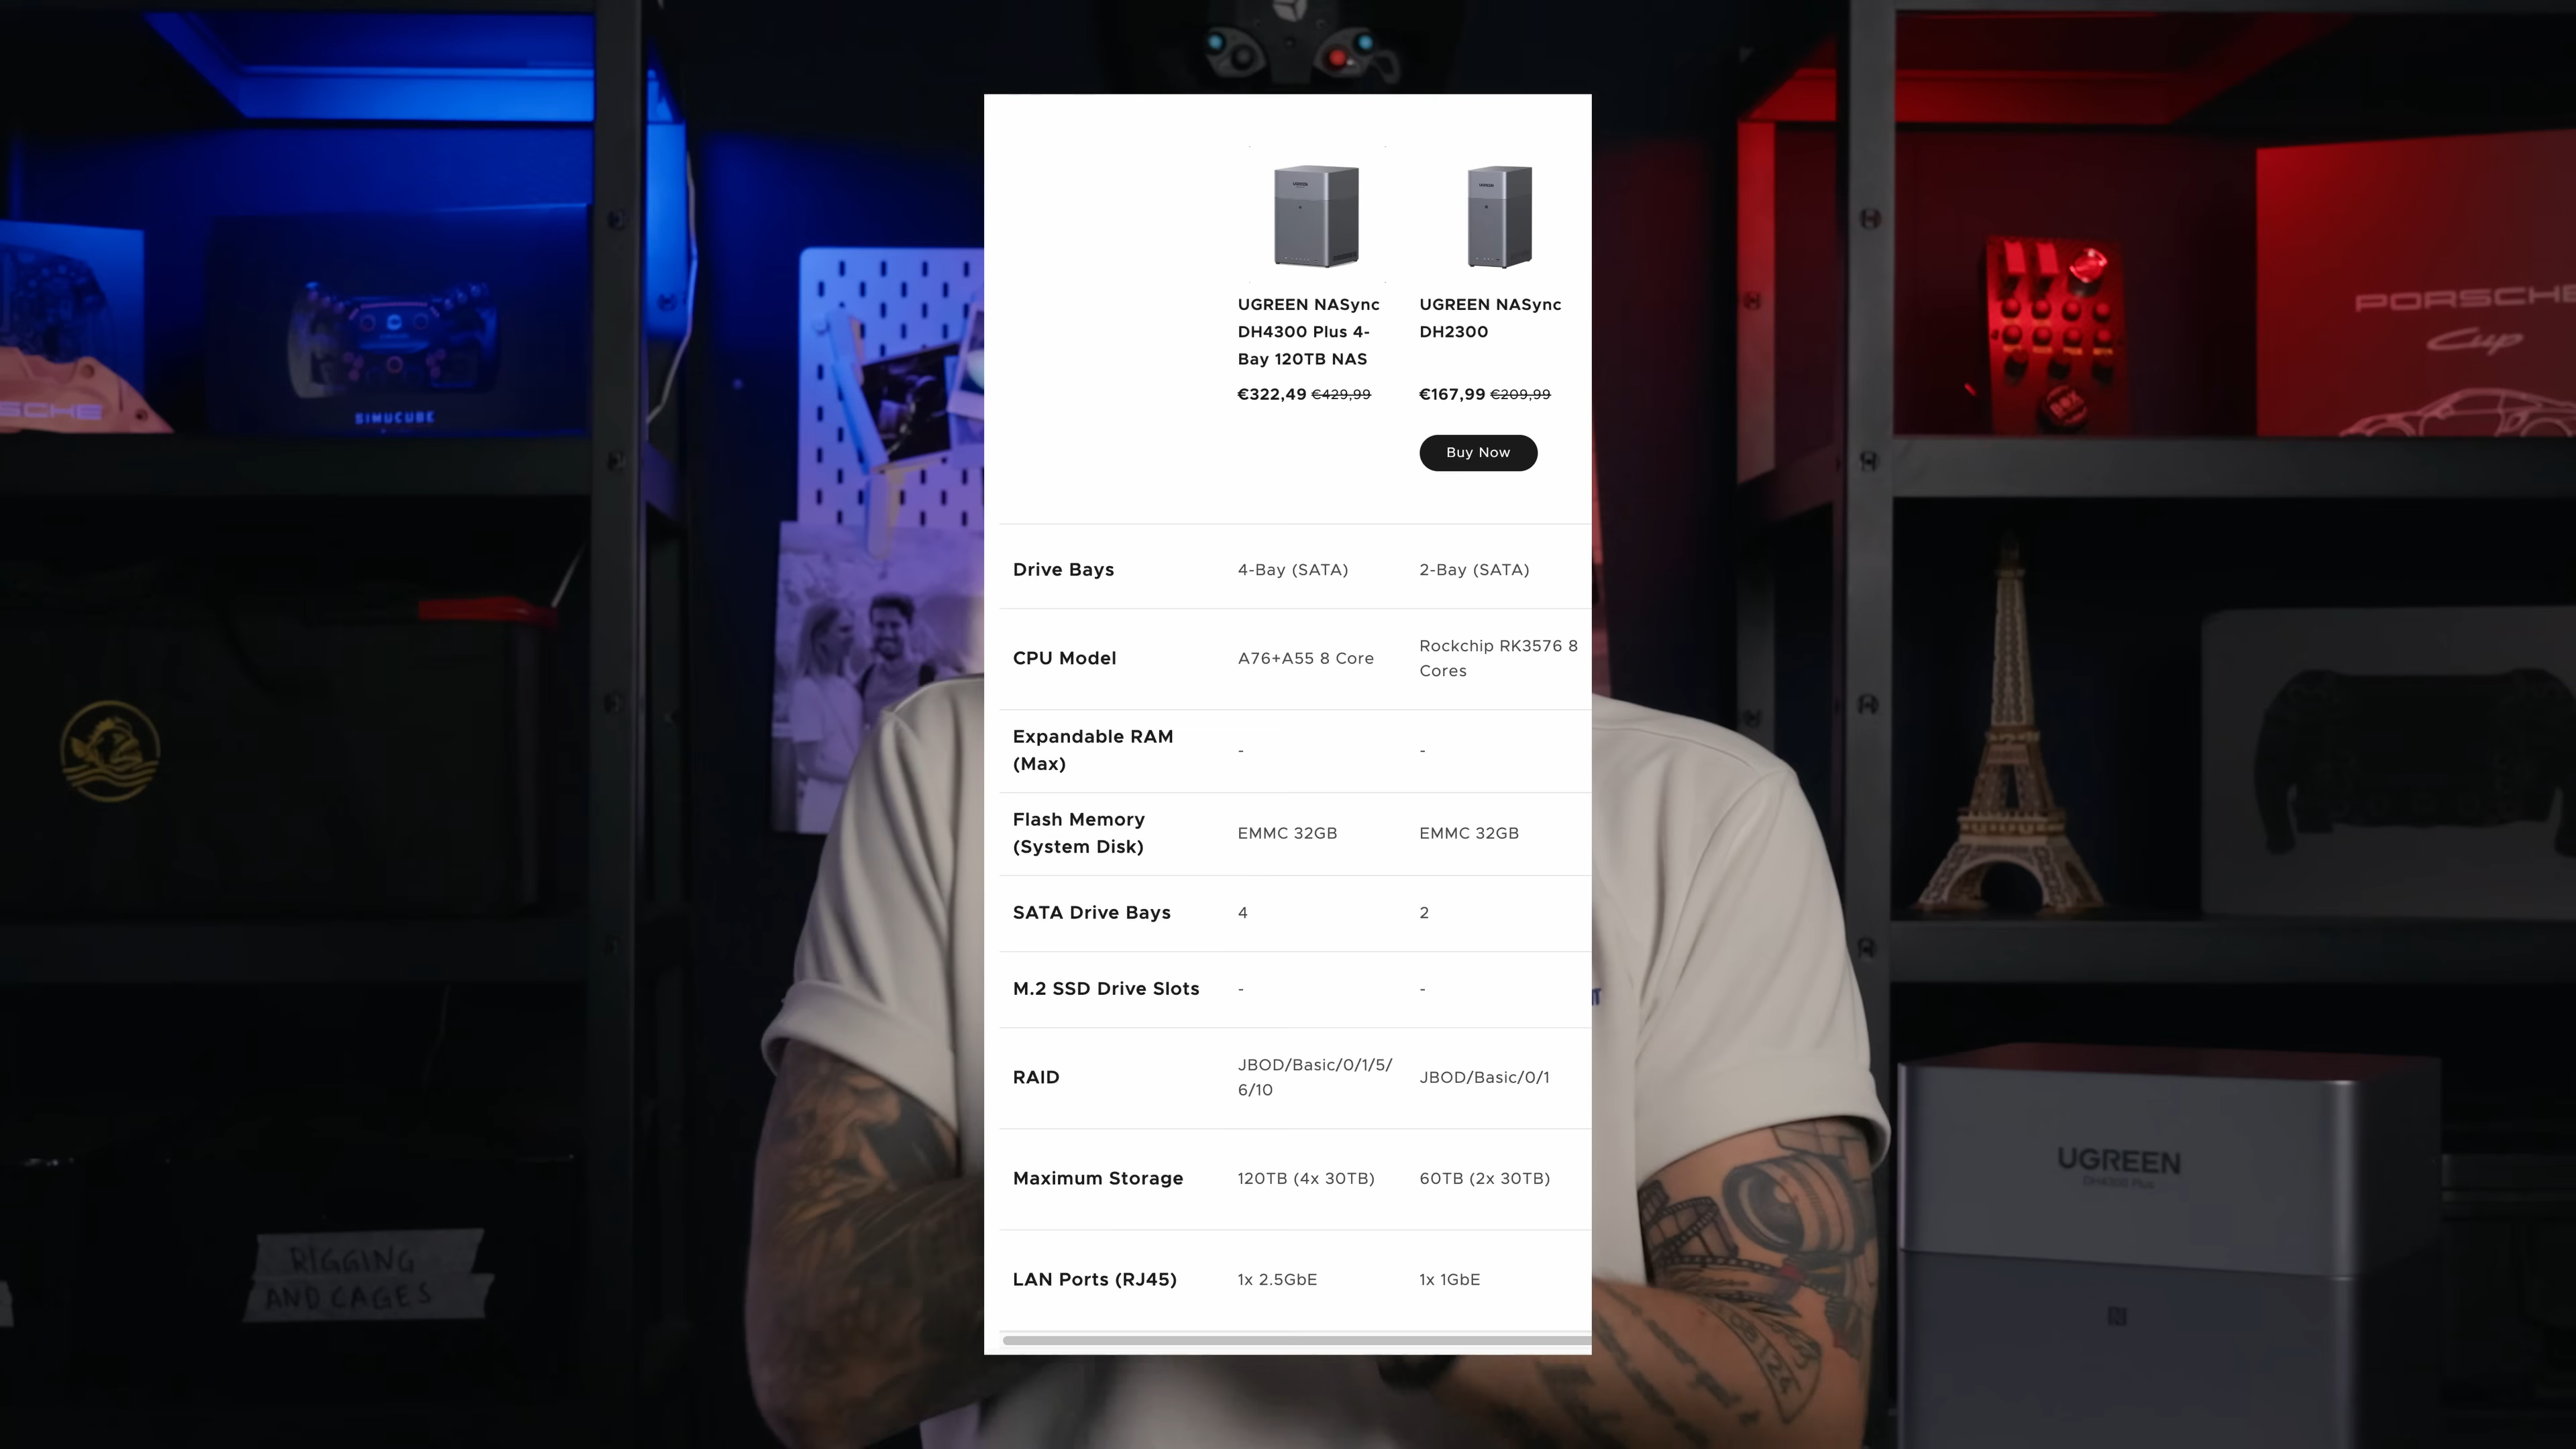 UGREEN NASync
DH4300 Plus 4-
Bay 120TB NAS
€322,49 €429,99
UGREEN NASync
DH2300
€167,99 €209,99
Buy Now
Drive Bays
4-Bay (SATA)
2-Bay (SATA)
CPU Model
A76+A55 8 Core
Rockchip RK3576 8
Cores
Expandable RAM
(Max)
-
-
Flash Memory
(System Disk)
EMMC 32GB
EMMC 32GB
SATA Drive Bays
4
2
M.2 SSD Drive Slots
-
-
RAID
JBOD/Basic/0/1/5/
6/10
JBOD/Basic/0/1
Maximum Storage
120TB (4x 30TB)
60TB (2x 30TB)
LAN Ports (RJ45)
1x 2.5GbE
1x 1GbE
SCHE
SIMUCUBE
RIGGING
AND CAGES
PORSCHE
Cup
UGREEN
DH4300 Plus